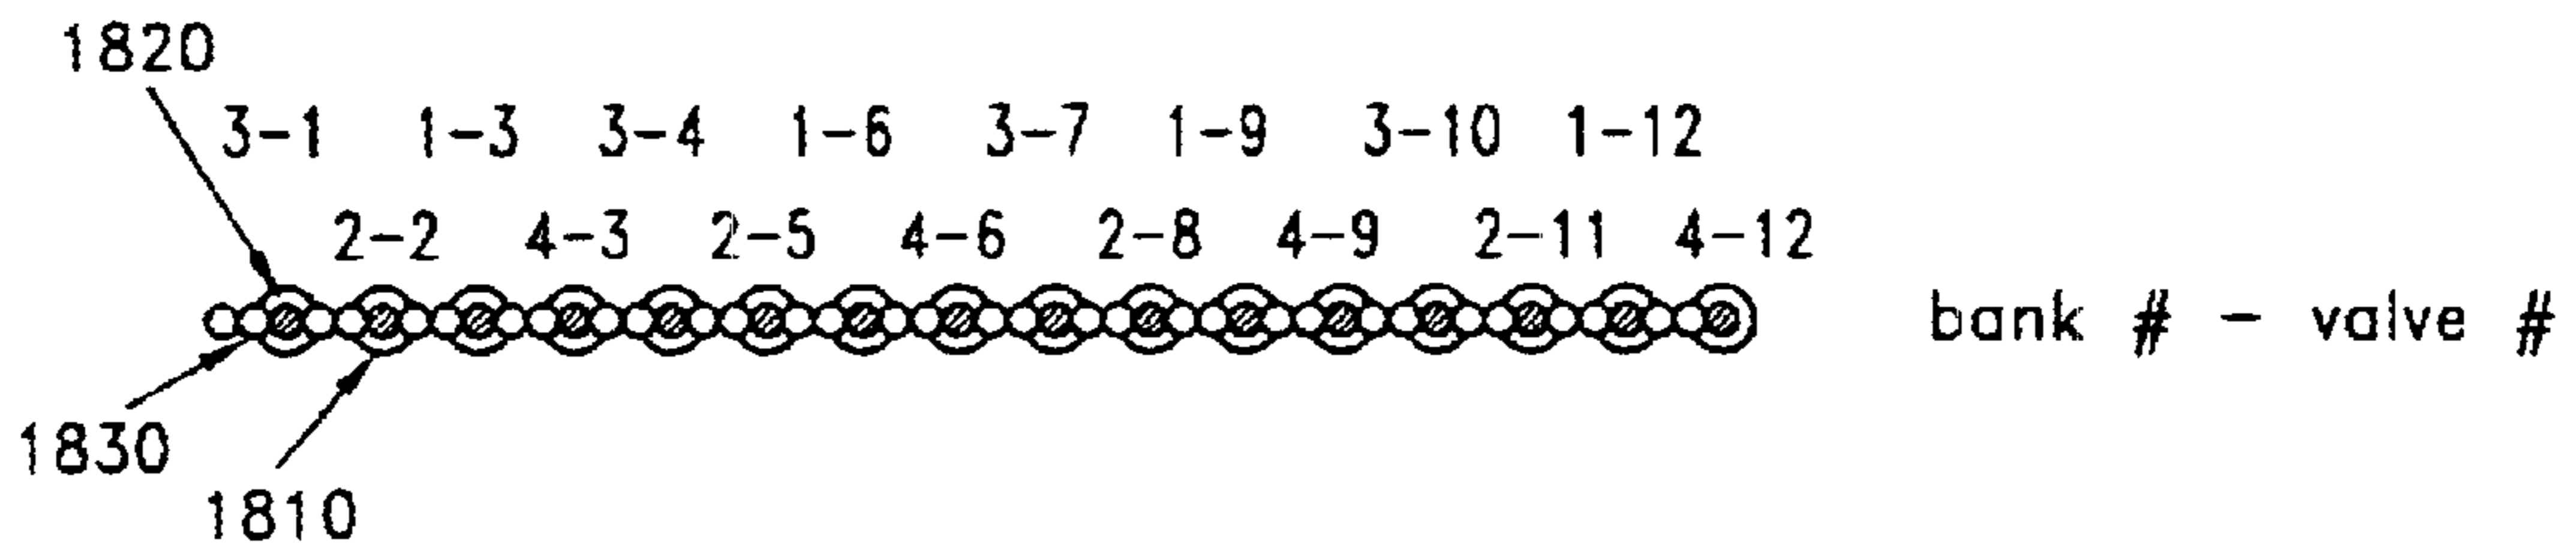 1820
3-1 1-3 3-4 1-6 3-7 1-9 3-10 1-12
2-2 4-3 2-5 4-6 2-8 4-9 2-11 4-12
bank # - valve #
1830
1810